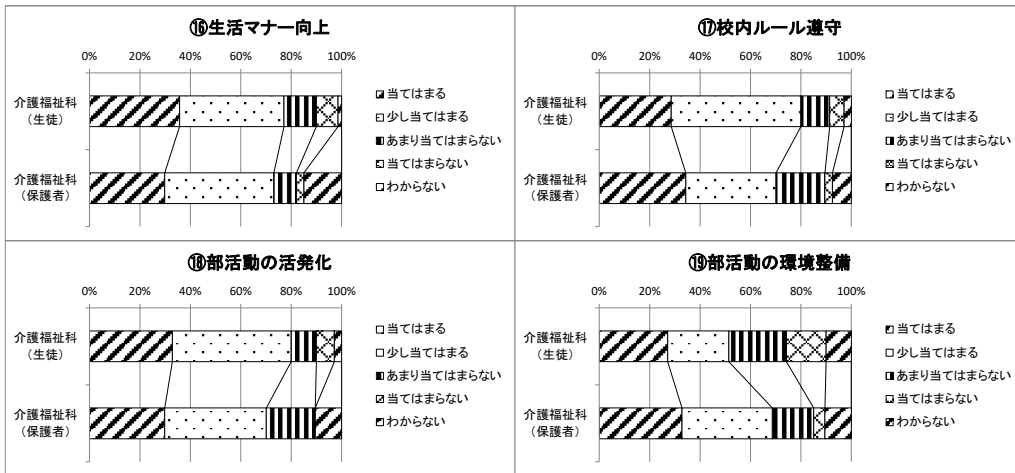 ⑯生活マナー向上
0% 20% 40% 60% 80% 100%
介護福祉科
（生徒）
介護福祉科
（保護者）
当てはまる
少し当てはまる
あまり当てはまらない
当てはまらない
わからない
⑰校内ルール遵守
0% 20% 40% 60% 80% 100%
介護福祉科
（生徒）
介護福祉科
（保護者）
当てはまる
少し当てはまる
あまり当てはまらない
当てはまらない
わからない
⑱部活動の活発化
0% 20% 40% 60% 80% 100%
介護福祉科
（生徒）
介護福祉科
（保護者）
当てはまる
少し当てはまる
あまり当てはまらない
当てはまらない
わからない
⑲部活動の環境整備
0% 20% 40% 60% 80% 100%
介護福祉科
（生徒）
介護福祉科
（保護者）
当てはまる
少し当てはまる
あまり当てはまらない
当てはまらない
わからない